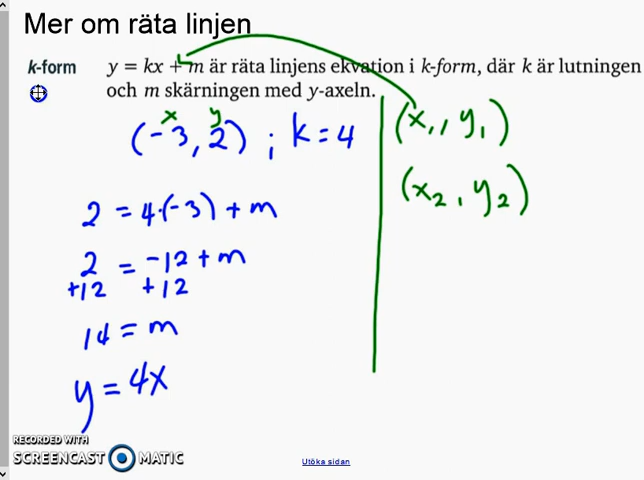 Mer om räta linjen
k-form y = kx + m är räta linjens ekvation i k-form, där k är lutningen
och m skärningen med y-axeln.
x y
(-3, 2) ; k = 4
2 = 4·(-3) + m
2 = -12 + m
+12 +12
14 = m
y = 4x
(x₁, y₁)
(x₂, y₂)
RECORDED WITH
SCREENCAST MATIC
Utöka sidan